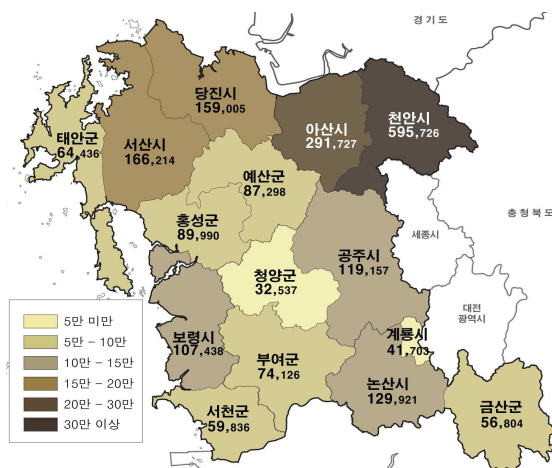 경 기 도
당진시
159,005
아산시
291,727
천안시
595,726
태안군
64,436
서산시
166,214
예산군
87,298
충 청 북 도
홍성군
89,990
세종시
공주시
119,157
청양군
32,537
대전
광역시
5만 미만
5만 – 10만
10만 – 15만
15만 – 20만
20만 – 30만
30만 이상
보령시
107,438
계룡시
41,703
부여군
74,126
논산시
129,921
서천군
59,836
금산군
56,804